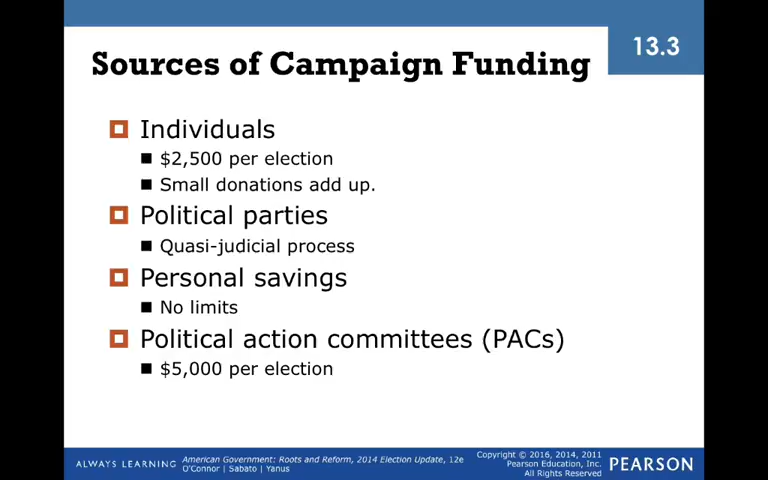 13.3
Sources of Campaign Funding
Individuals
$2,500 per election
Small donations add up.
Political parties
Quasi-judicial process
Personal savings
No limits
Political action committees (PACs)
$5,000 per election
ALWAYS LEARNING
American Government: Roots and Reform, 2014 Election Update, 12e
O'Connor | Sabato | Yanus
Copyright © 2016, 2014, 2011
Pearson Education, Inc.
All Rights Reserved
PEARSON